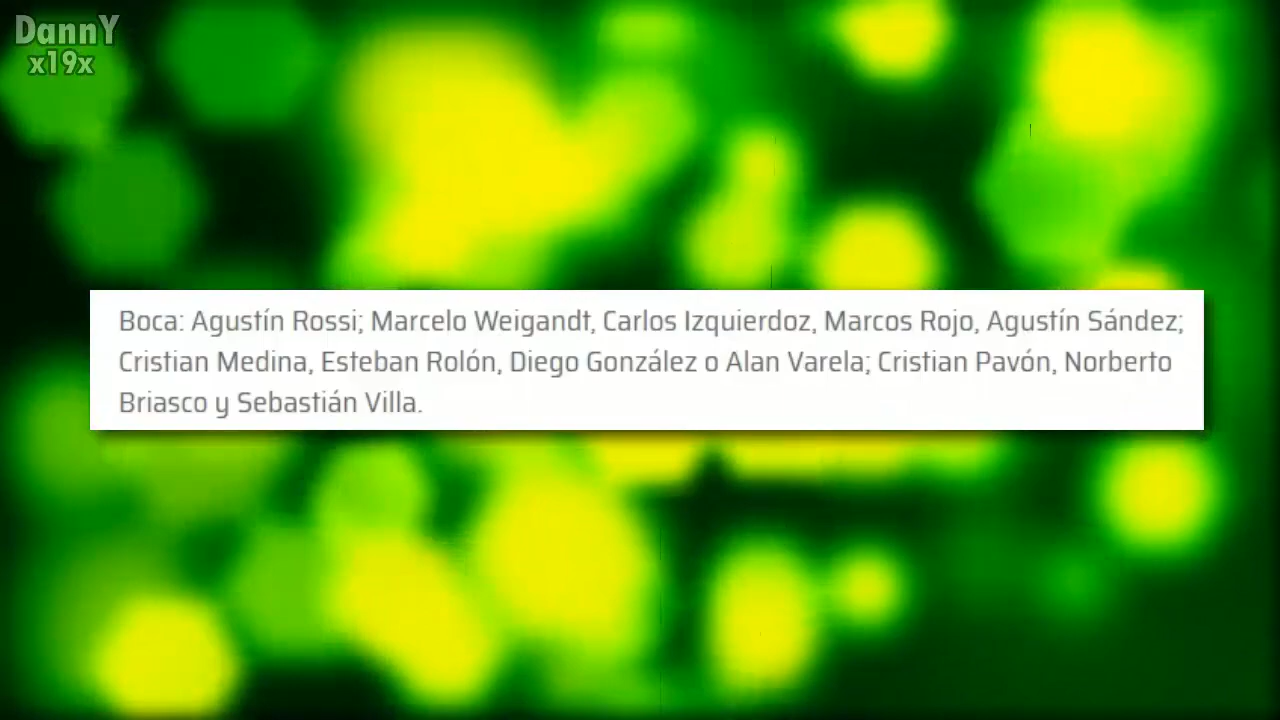 DannY
x19x
Boca: Agustín Rossi; Marcelo Weigandt, Carlos Izquierdoz, Marcos Rojo, Agustín Sández;
Cristian Medina, Esteban Rolón, Diego González o Alan Varela; Cristian Pavón, Norberto
Briasco y Sebastián Villa.